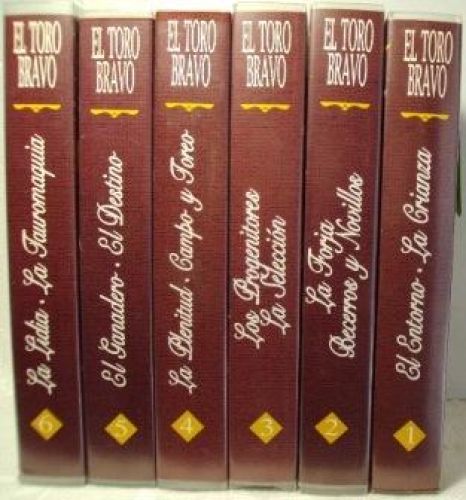 EL TORO
BRAVO
La Lidia · La Tauromaquia
6
EL TORO
BRAVO
El Ganadero · El Destino
5
EL TORO
BRAVO
La Plenitud · Campo y Toreo
4
EL TORO
BRAVO
Los Progenitores
La Selección
3
EL TORO
BRAVO
La Forja
Becerros y Novillos
2
EL TORO
BRAVO
El Entorno · La Crianza
1